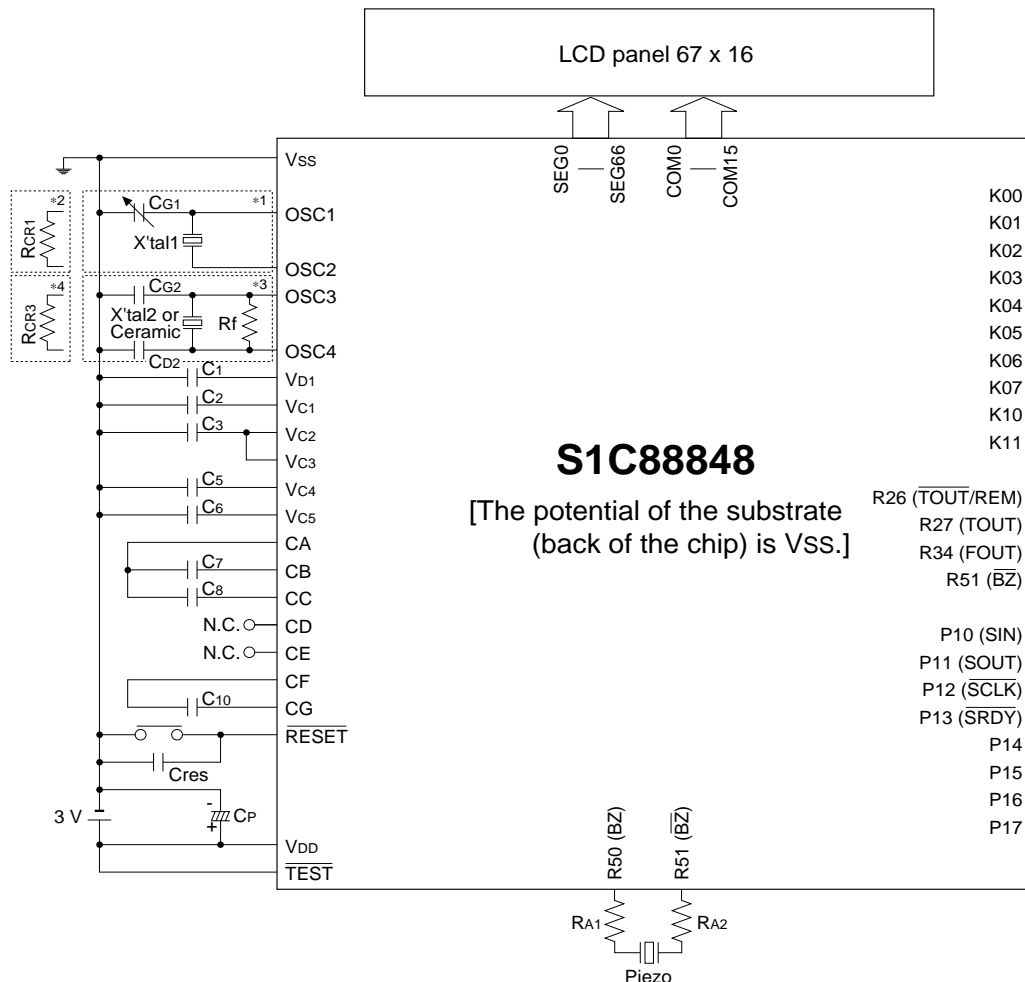 LCD panel 67 x 16
SEG0
SEG66
COM0
COM15
VSS
*2
RCR1
CG1
*1
X'tal1
OSC1
OSC2
*4
RCR3
CG2
*3
X'tal2 or
Ceramic
Rf
CD2
OSC3
OSC4
C1
VD1
C2
VC1
C3
VC2
VC3
C5
VC4
C6
VC5
CA
C7
CB
C8
CC
N.C.
CD
N.C.
CE
CF
C10
CG
RESET
Cres
3 V
-
+
CP
VDD
TEST
S1C88848
[The potential of the substrate
(back of the chip) is VSS.]
K00
K01
K02
K03
K04
K05
K06
K07
K10
K11
R26 (TOUT/REM)
R27 (TOUT)
R34 (FOUT)
R51 (BZ)
P10 (SIN)
P11 (SOUT)
P12 (SCLK)
P13 (SRDY)
P14
P15
P16
P17
R50 (BZ)
R51 (BZ)
RA1
RA2
Piezo